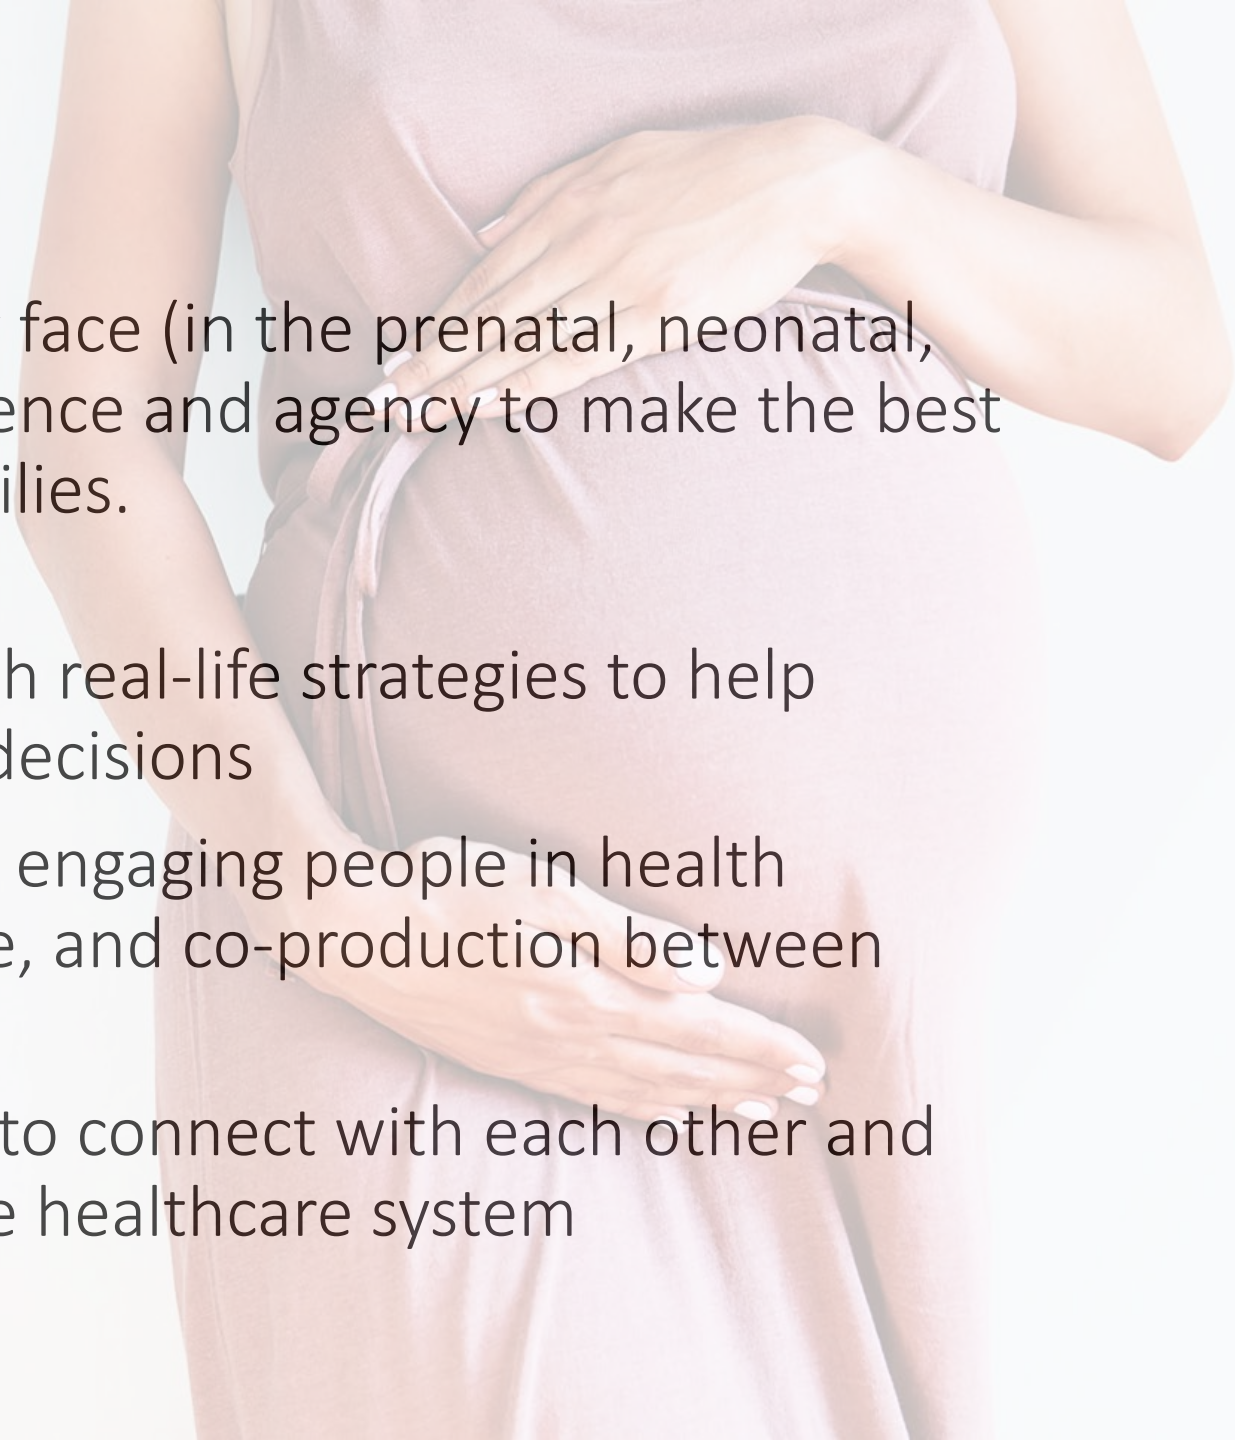 face (in the prenatal, neonatal,
ence and agency to make the best
ilies.
h real-life strategies to help
decisions
engaging people in health
e, and co-production between
to connect with each other and
e healthcare system